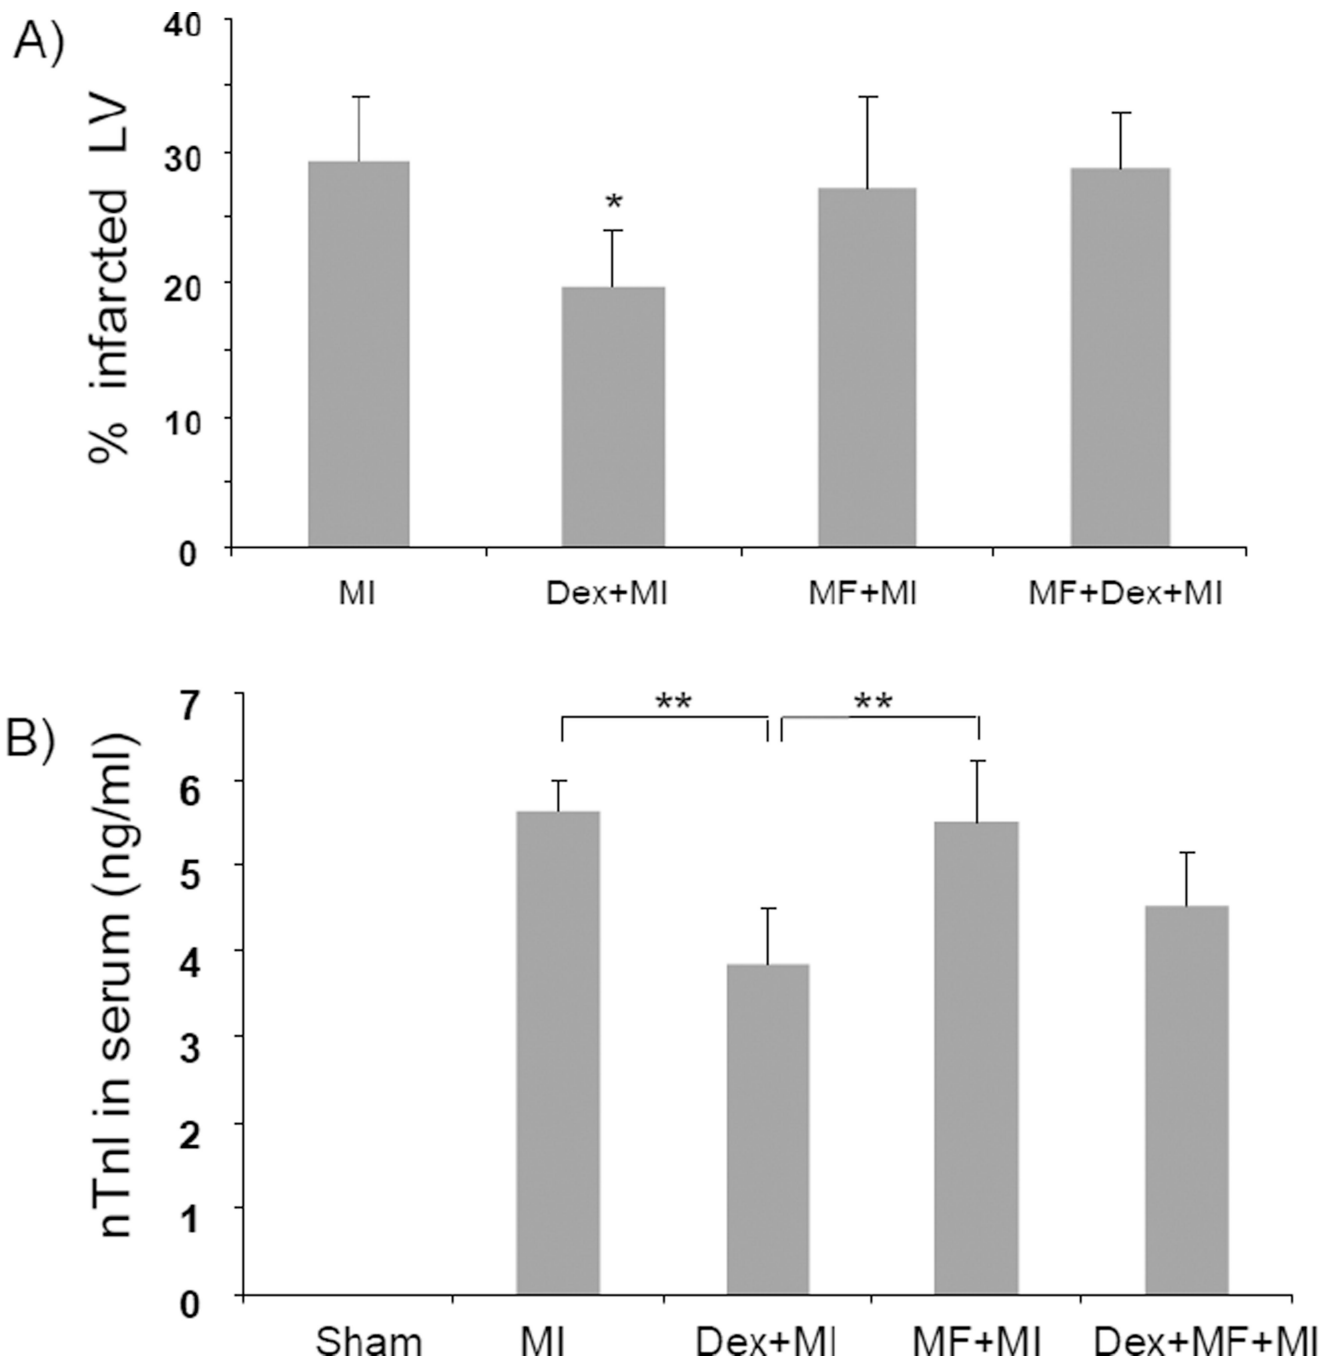 A)
% infarcted LV
40
30
20
10
0
*
MI
Dex+MI
MF+MI
MF+Dex+MI
B)
nTnI in serum (ng/ml)
7
6
5
4
3
2
1
0
**
**
Sham
MI
Dex+MI
MF+MI
Dex+MF+MI